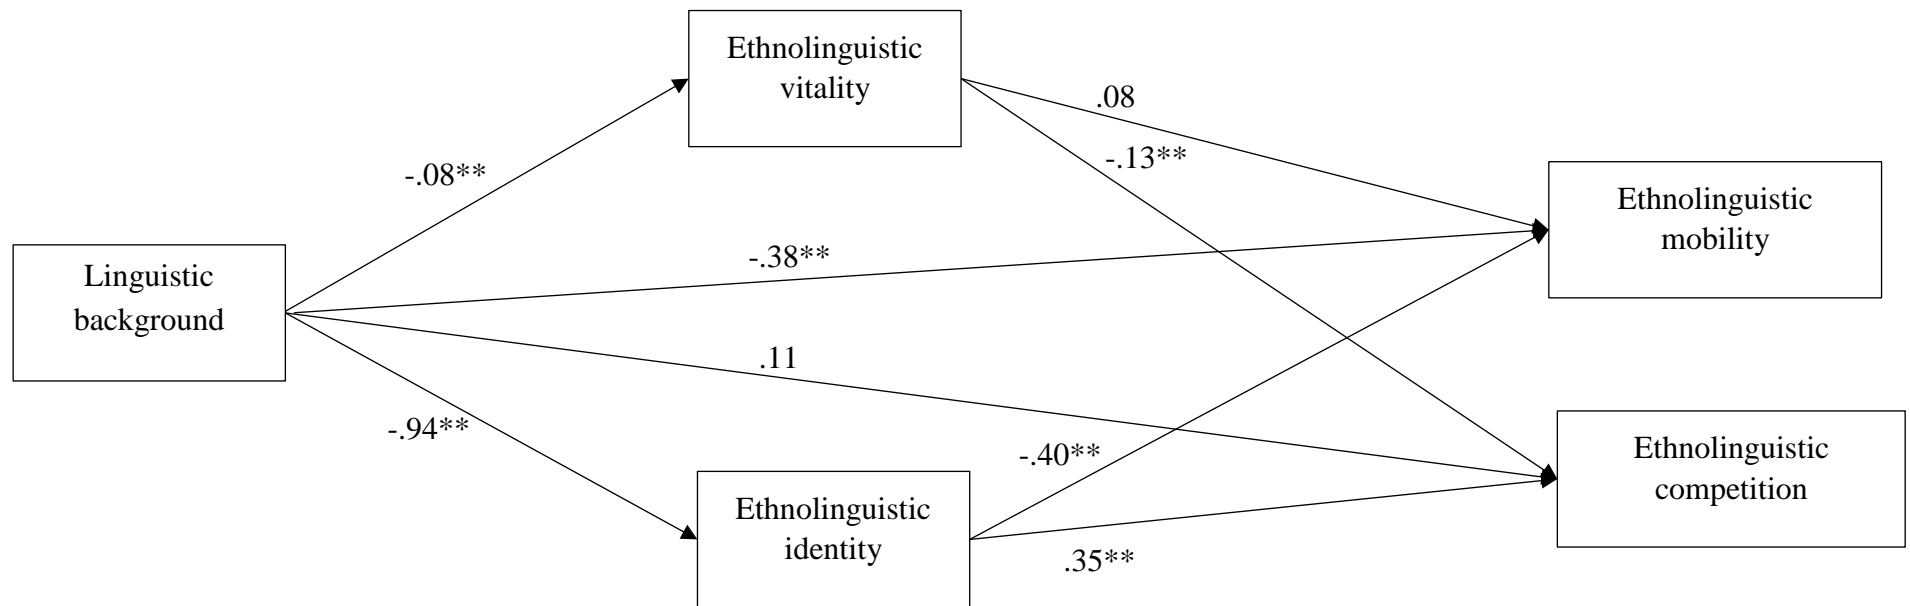 Ethnolinguistic
vitality
.08
-.13**
-.08**
Ethnolinguistic
mobility
-.38**
Linguistic
background
.11
-.94**
-.40**
Ethnolinguistic
competition
Ethnolinguistic
identity
.35**